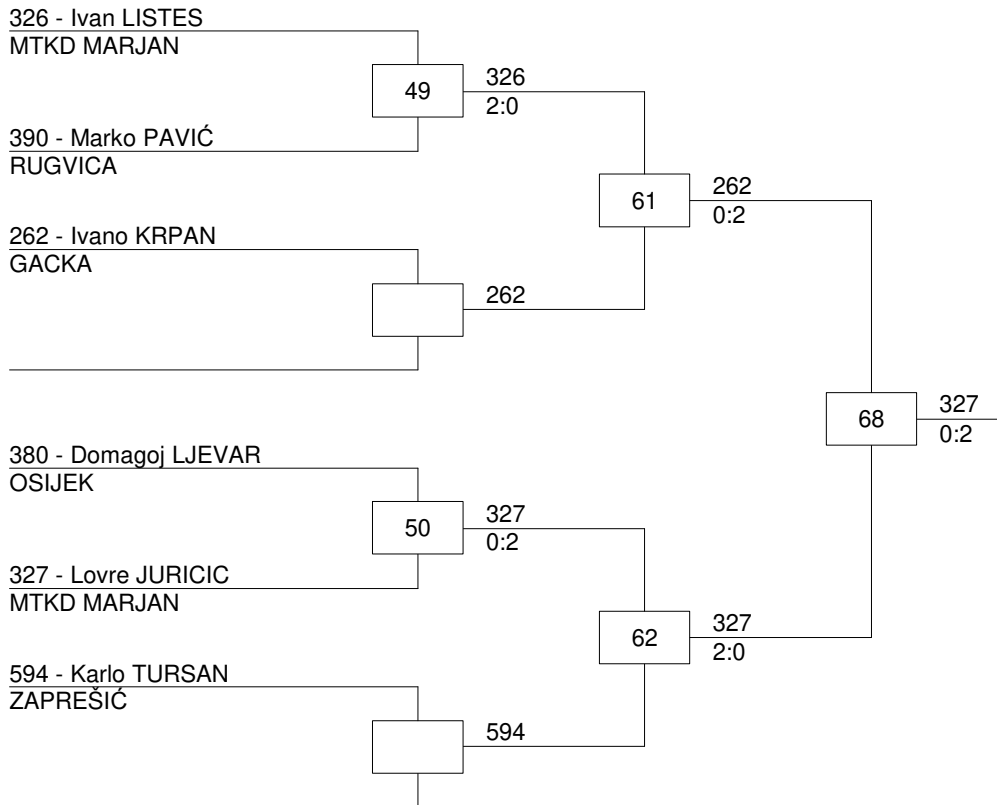 326 - Ivan LISTES
MTKD MARJAN
49
326
2:0
390 - Marko PAVIĆ
RUGVICA
61
262
0:2
262 - Ivano KRPAN
GACKA
262
68
327
0:2
380 - Domagoj LJEVAR
OSIJEK
50
327
0:2
327 - Lovre JURICIC
MTKD MARJAN
62
327
2:0
594 - Karlo TURSAN
ZAPREŠIĆ
594